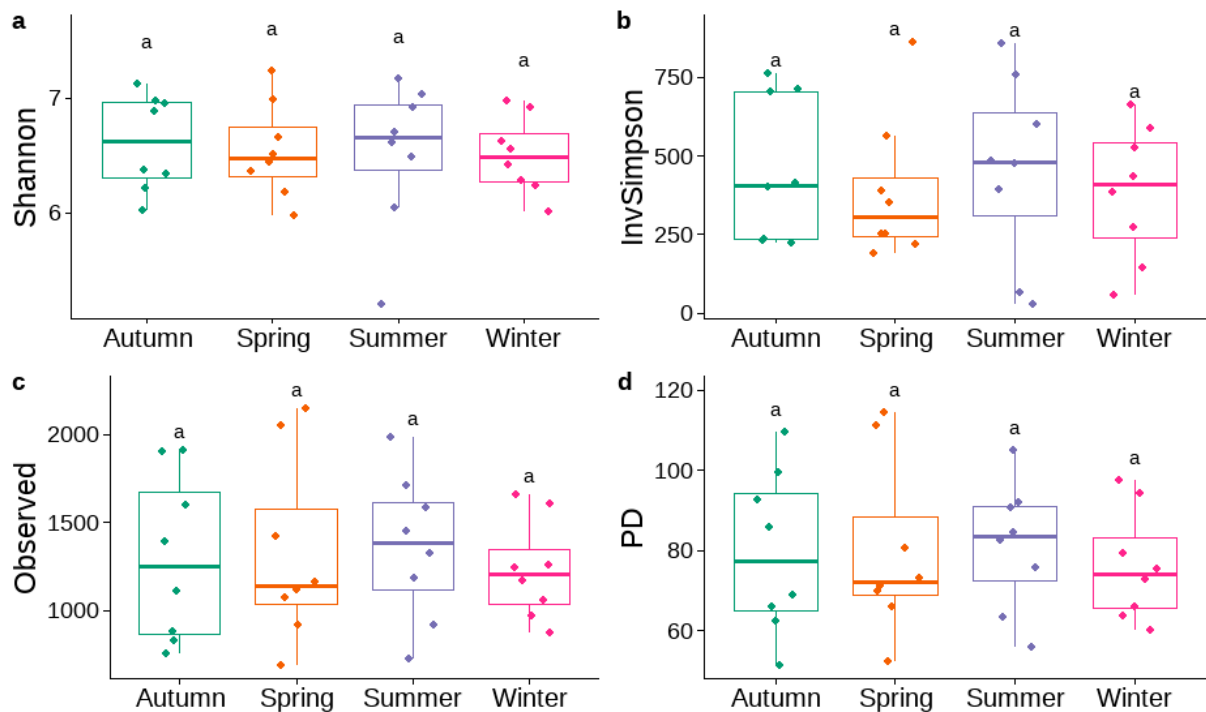 a
a a a a
Shannon
7
6
Autumn Spring Summer Winter
b
a a a a
InvSimpson
750
500
250
0
Autumn Spring Summer Winter
c
a a a a
Observed
2000
1500
1000
Autumn Spring Summer Winter
d
a a a a
PD
120
100
80
60
Autumn Spring Summer Winter